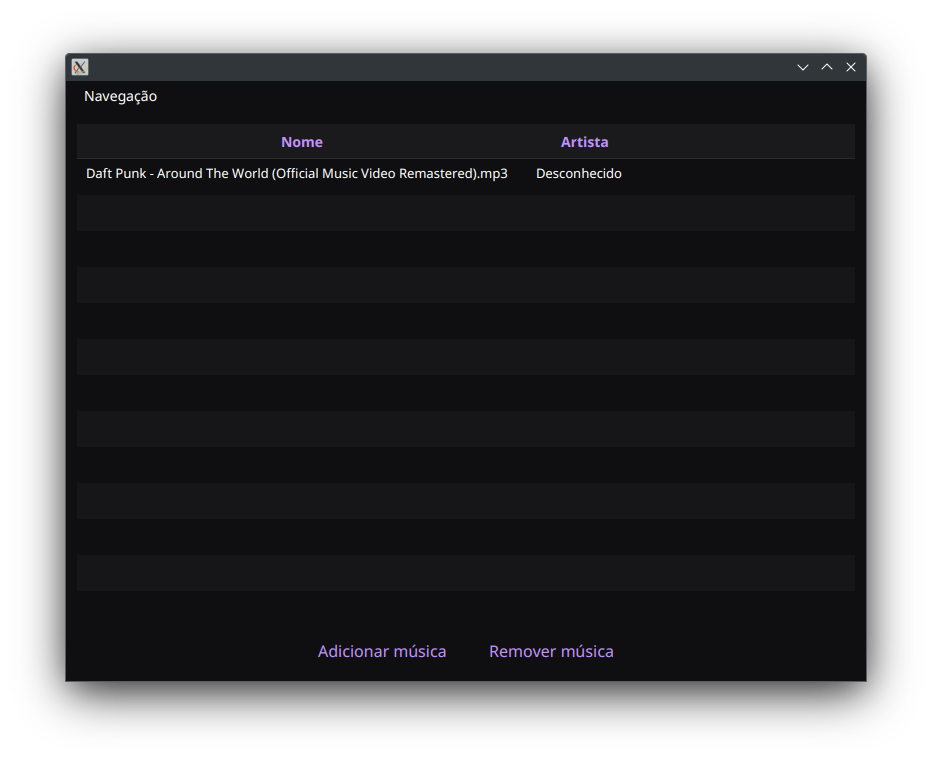 Navegação
Nome Artista
Daft Punk - Around The World (Official Music Video Remastered).mp3 Desconhecido
Adicionar música Remover música